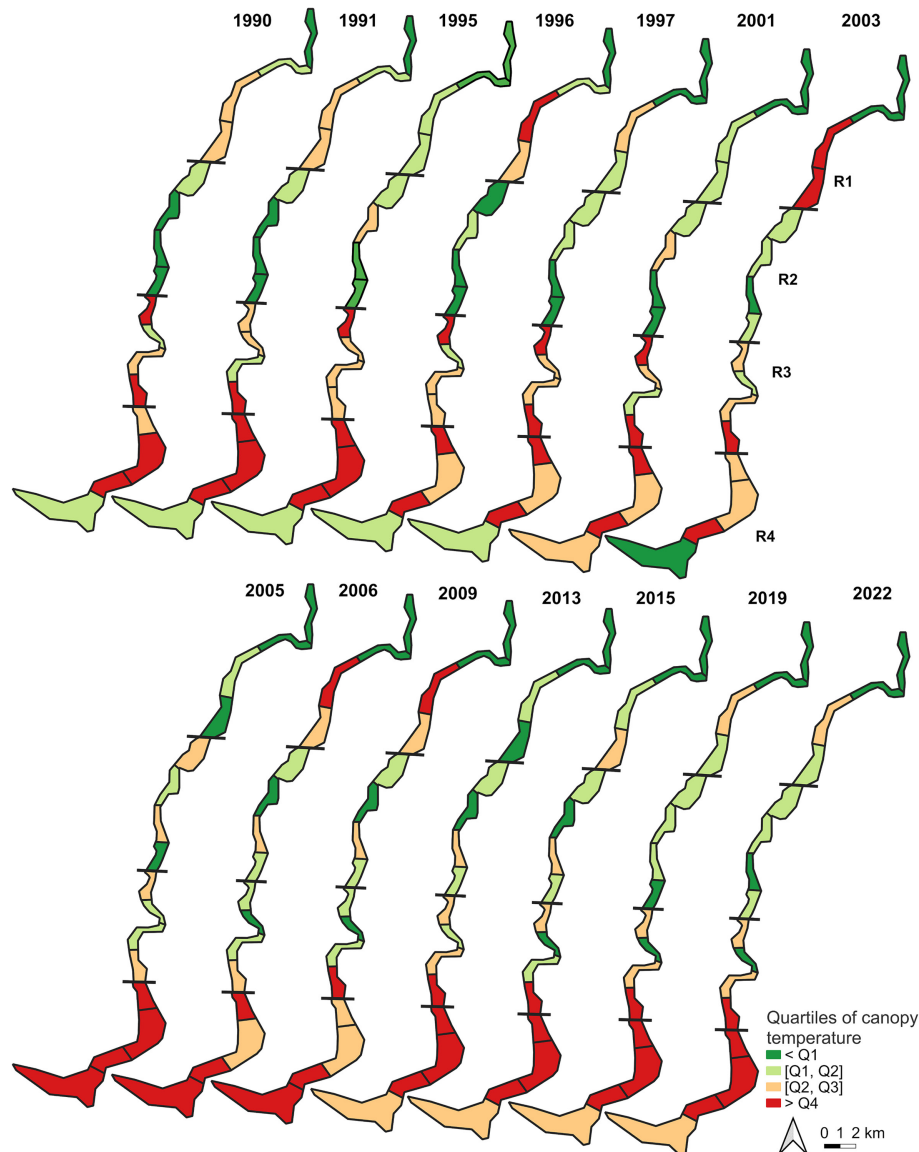 1990 1991 1995 1996 1997 2001 2003
R1
R2
R3
R4
2005 2006 2009 2013 2015 2019 2022
Quartiles of canopy
temperature
< Q1
[Q1, Q2]
[Q2, Q3]
> Q4
0 1 2 km